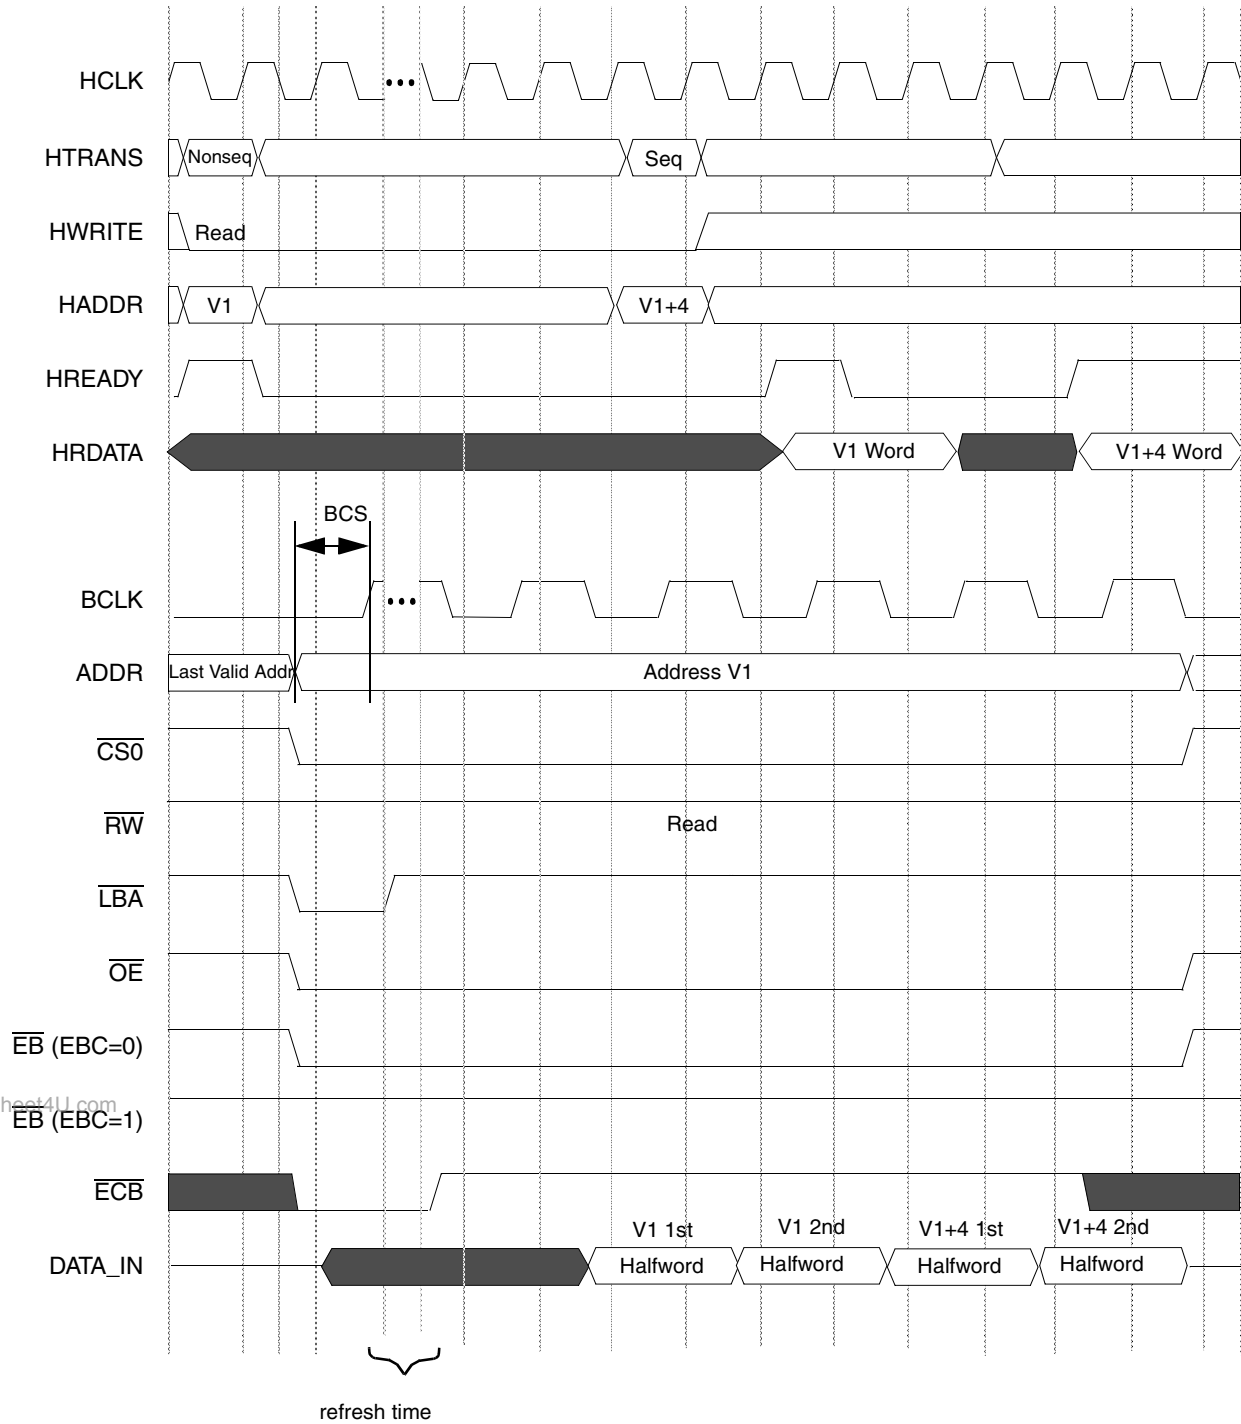 HCLK
HTRANS Nonseq Seq
HWRITE Read
HADDR V1 V1+4
HREADY
HRDATA V1 Word V1+4 Word
BCS
BCLK
ADDR Last Valid Addr Address V1
CS0
RW Read
LBA
OE
EB (EBC=0)
heet4U.com
EB (EBC=1)
ECB
V1 1st V1 2nd V1+4 1st V1+4 2nd
DATA_IN Halfword Halfword Halfword Halfword
refresh time